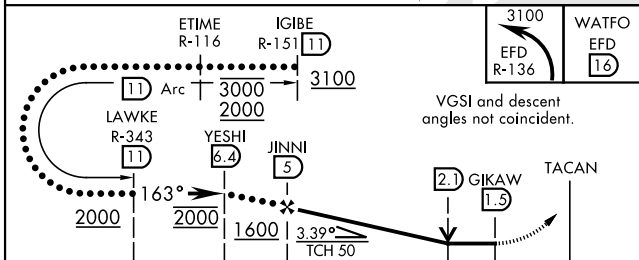 ETIME
R-116
IGIBE
R-151 11
3100
EFD
R-136
WATFO
EFD
16
11 Arc
3000
2000
3100
VGSI and descent
angles not coincident.
LAWKE
R-343
11
YESHI
6.4
JINNI
5
TACAN
2.1
GIKAW
1.5
163°
2000
2000
1600
3.39°
TCH 50